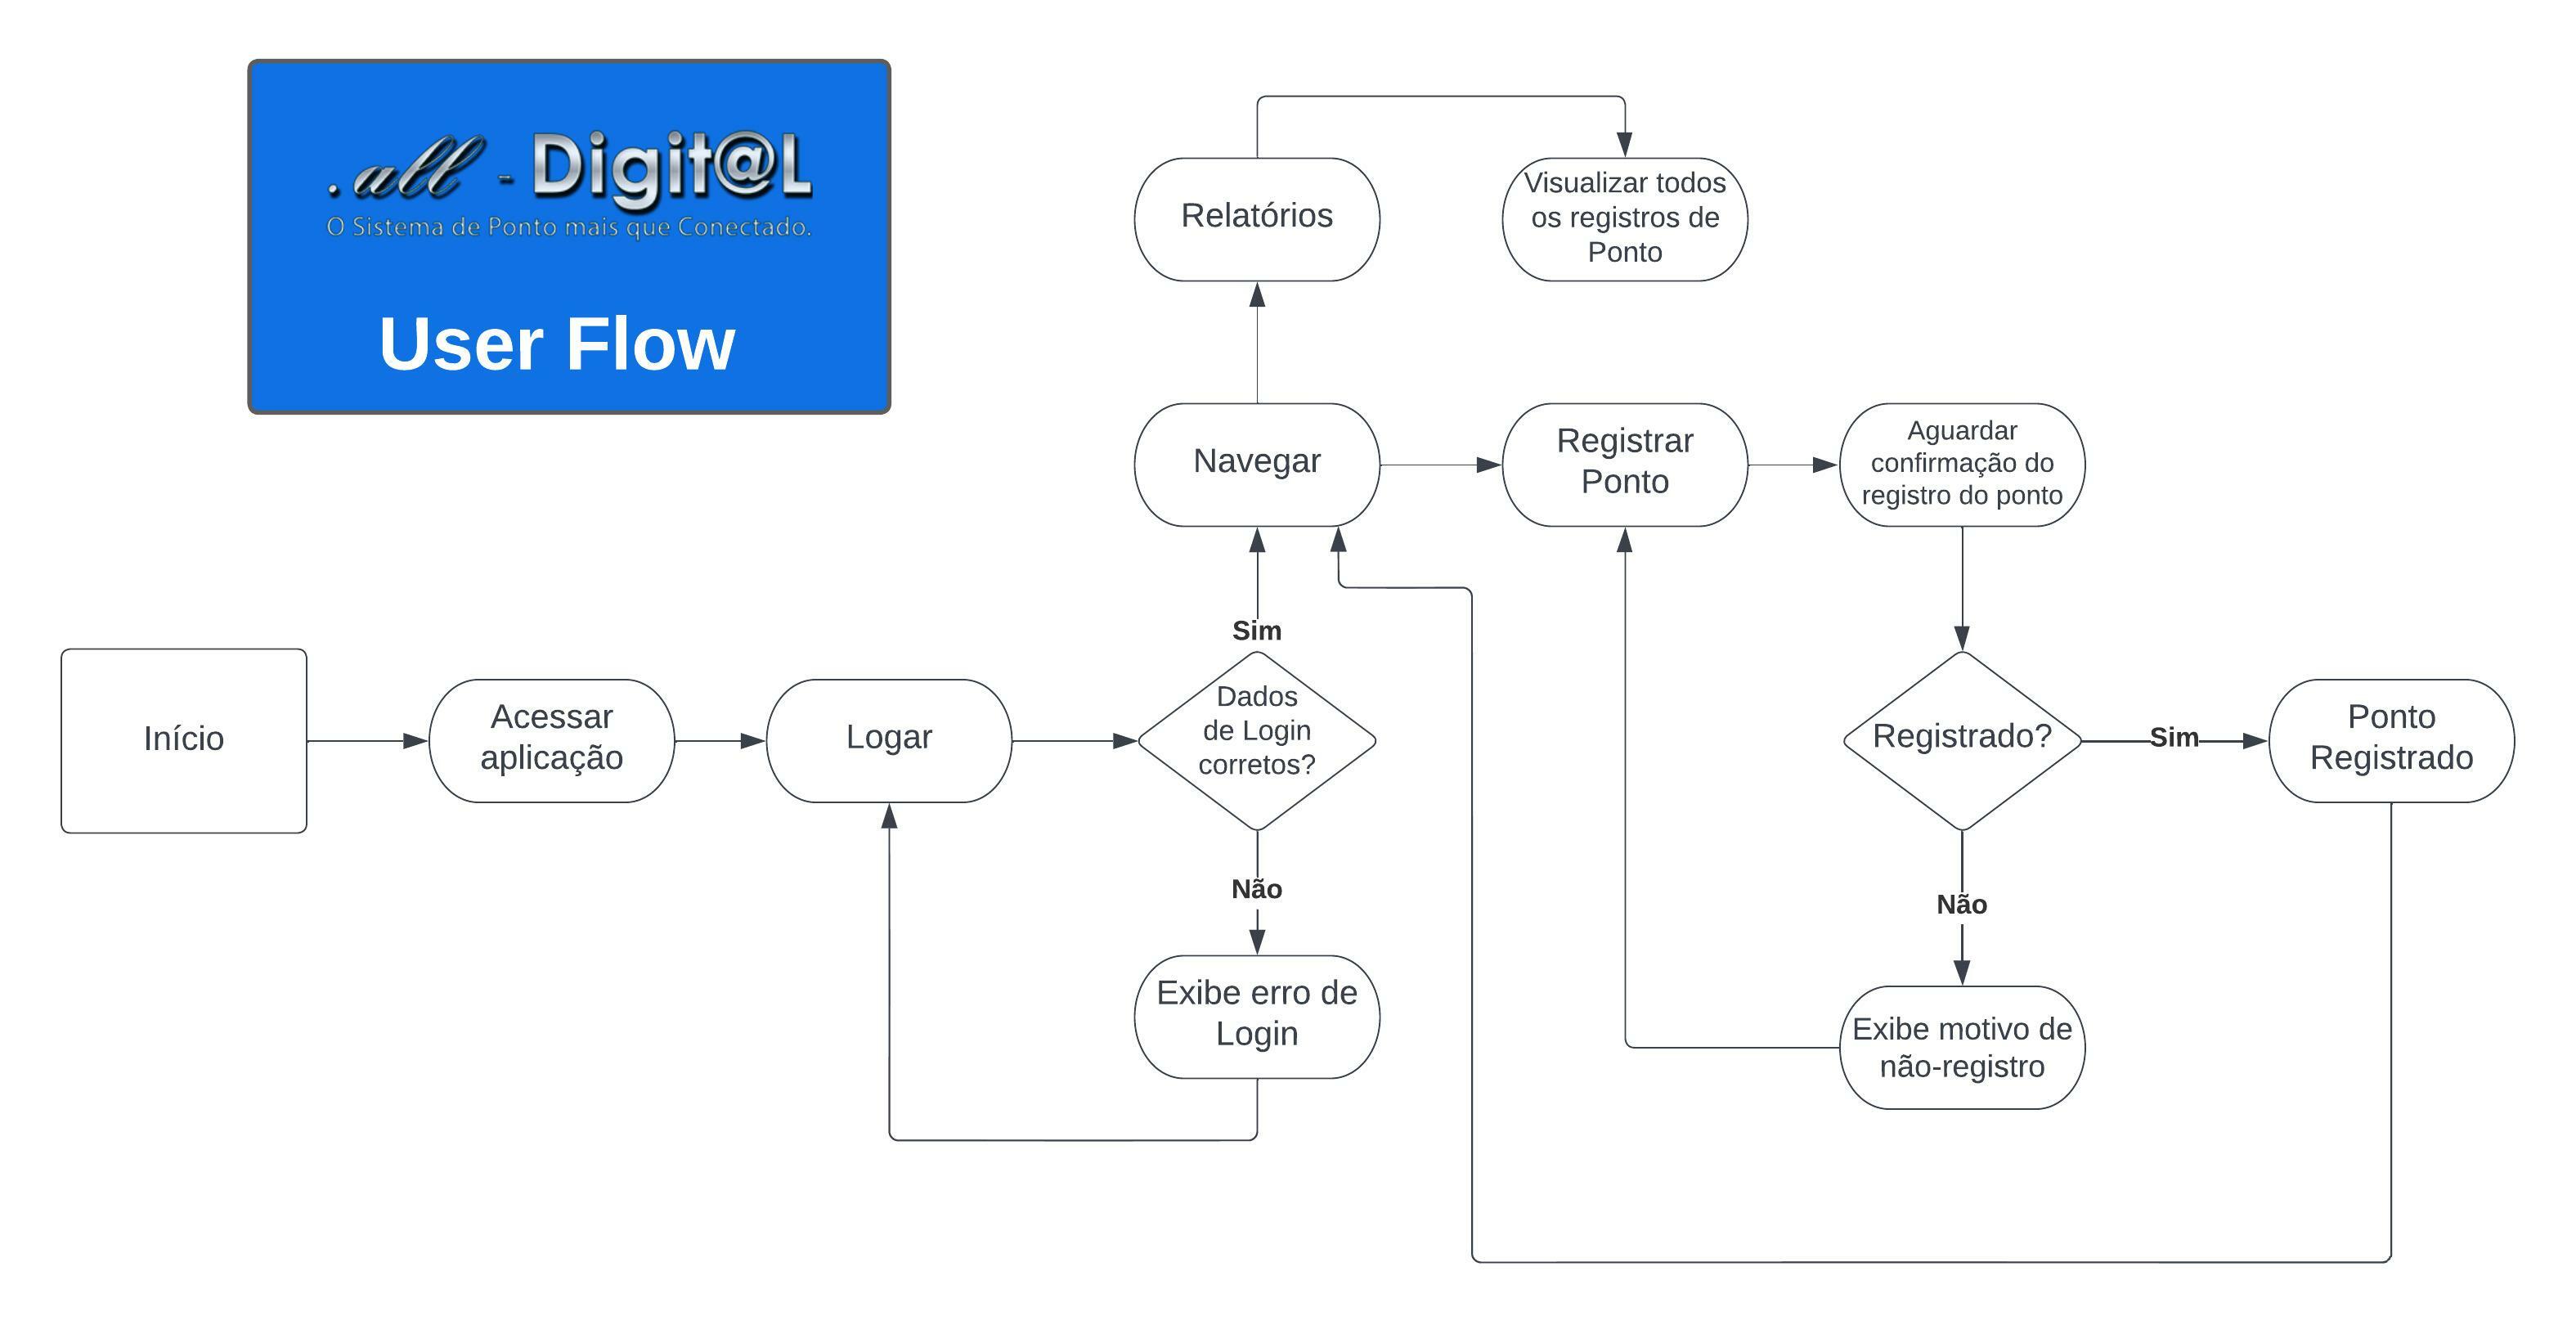 .all - Digit@L
O Sistema de Ponto mais que Conectado.
User Flow
Relatórios
Visualizar todos
os registros de
Ponto
Navegar
Registrar
Ponto
Aguardar
confirmação do
registro do ponto
Sim
Início
Acessar
aplicação
Logar
Dados
de Login
corretos?
Registrado?
Sim
Ponto
Registrado
Não
Não
Exibe erro de
Login
Exibe motivo de
não-registro